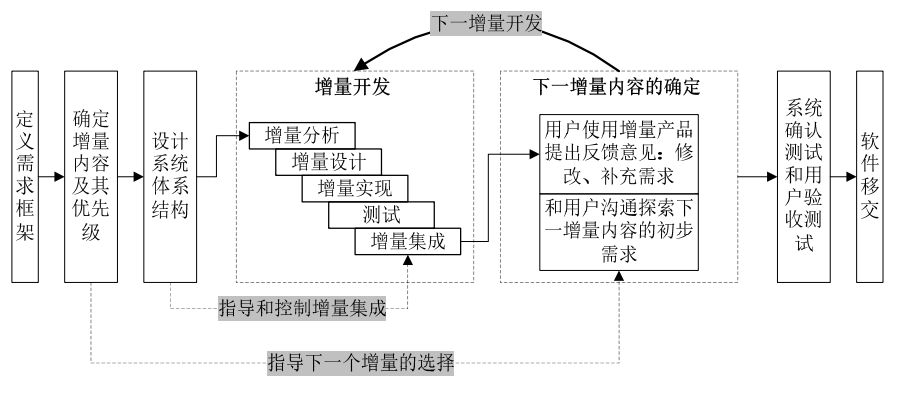 下一增量开发
定
义
需
求
框
架
确定
增量
内容
及其
优先
级
设计
系统
体系
结构
增量开发
增量分析
增量设计
增量实现
测试
增量集成
下一增量内容的确定
用户使用增量产品
提出反馈意见：修
改、补充需求
和用户沟通探索下
一增量内容的初步
需求
系统
确认
测试
和用
户验
收测
试
软
件
移
交
指导和控制增量集成
指导下一个增量的选择